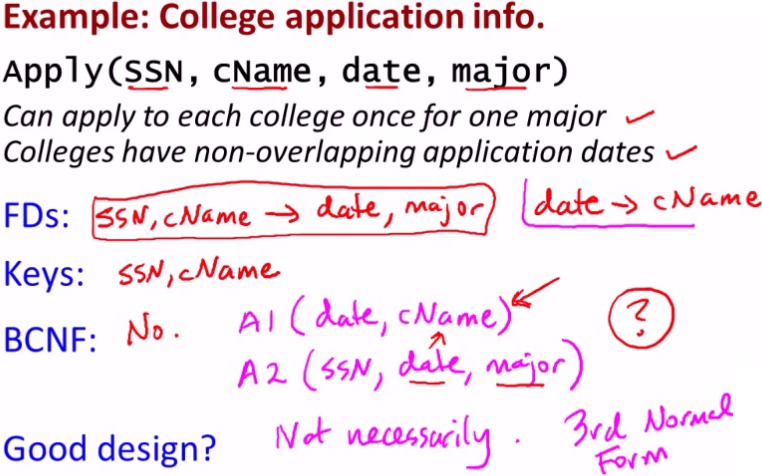 Example: College application info.
Apply(SSN, cName, date, major)
Can apply to each college once for one major
Colleges have non-overlapping application dates
FDs: SSN, cName → date, major date → cName
Keys: SSN, cName
BCNF: No. A1 (date, cName) ?
A2 (SSN, date, major)
Good design? Not necessarily. 3rd Normal
Form